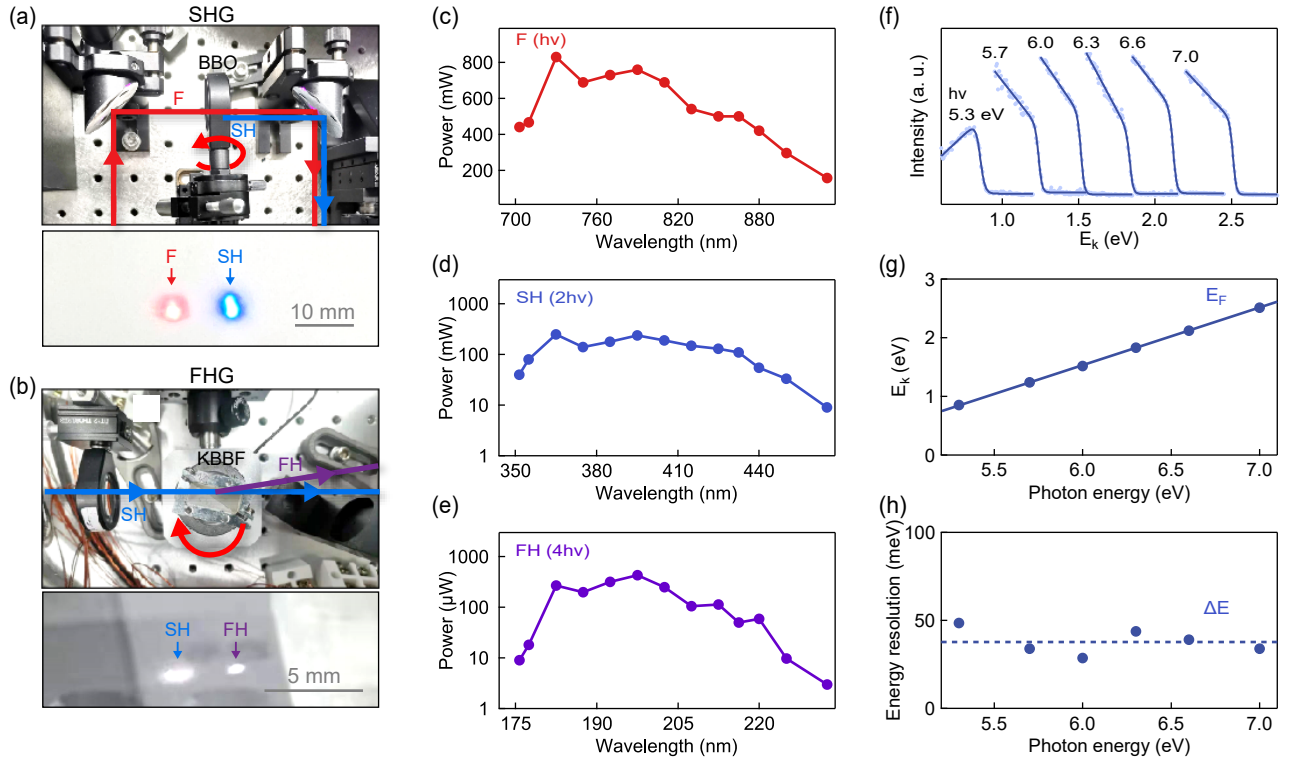 (a)
SHG
BBO
F
SH
F
SH
10 mm
(b)
FHG
KBBF
FH
SH
SH
FH
5 mm
(c)
F (hv)
800
600
400
200
Power (mW)
700
760
820
880
Wavelength (nm)
(d)
SH (2hv)
1000
100
10
1
Power (mW)
350
380
410
440
Wavelength (nm)
(e)
FH (4hv)
1000
100
10
1
Power (μW)
175
190
205
220
Wavelength (nm)
(f)
5.7
6.0
6.3
6.6
7.0
hv
5.3 eV
Intensity (a. u.)
1.0
1.5
2.0
2.5
Eₖ (eV)
(g)
E_F
3
2
1
0
Eₖ (eV)
5.5
6.0
6.5
7.0
Photon energy (eV)
(h)
ΔE
100
50
0
Energy resolution (meV)
5.5
6.0
6.5
7.0
Photon energy (eV)